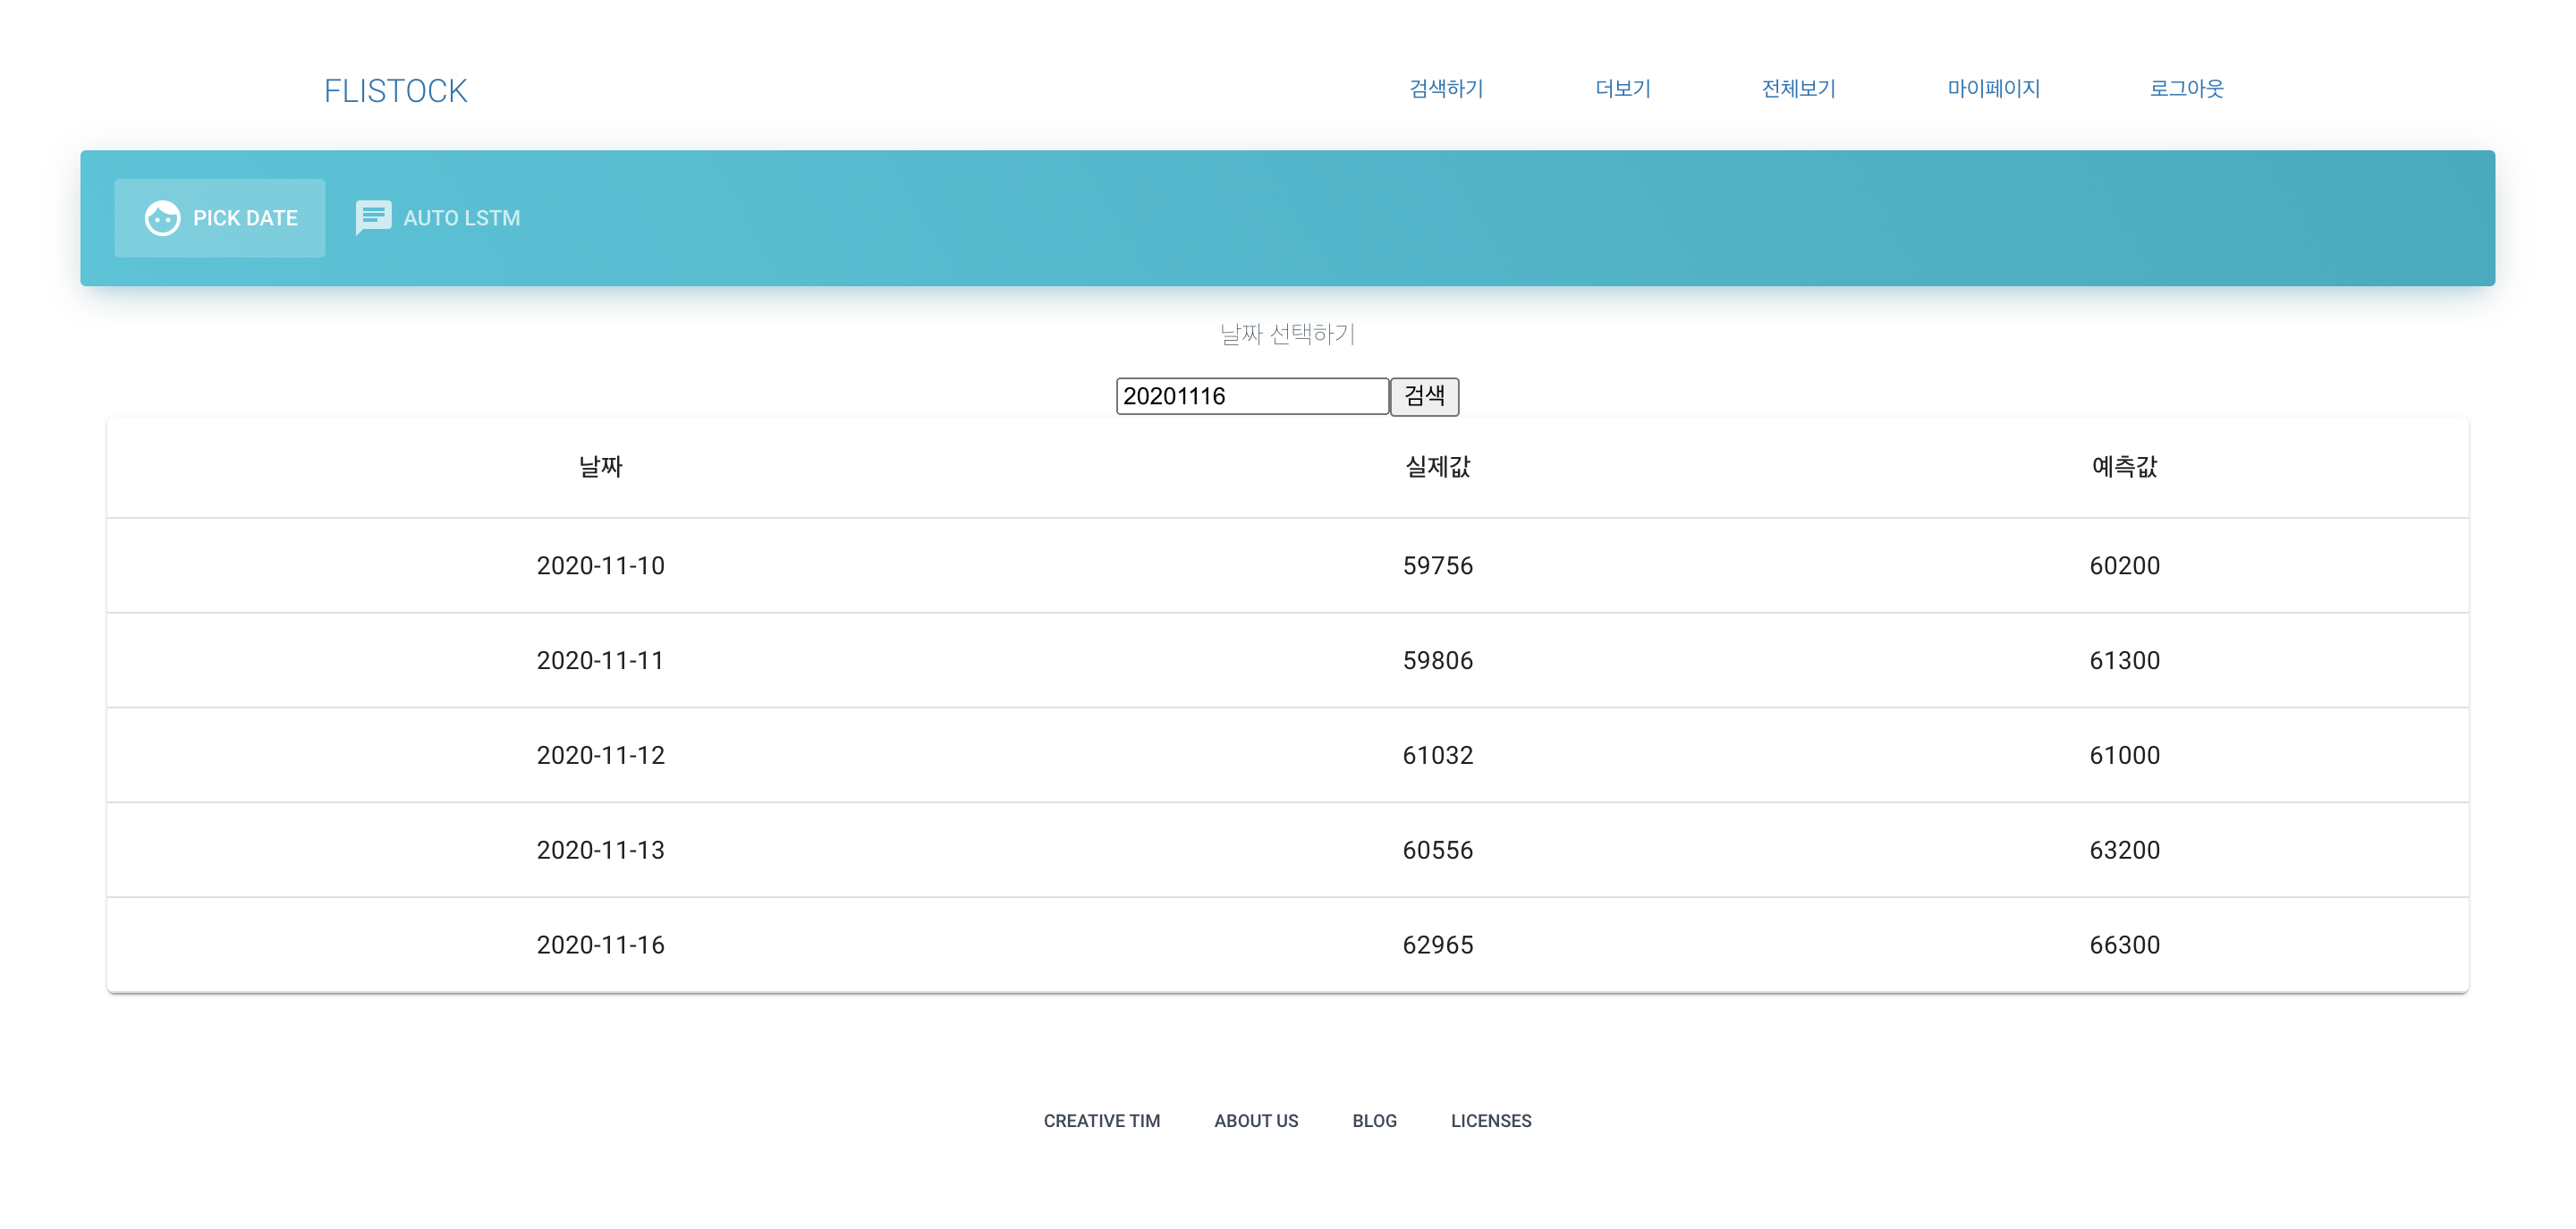 FLISTOCK 검색하기 더보기 전체보기 마이페이지 로그아웃
PICK DATE AUTO LSTM
날짜 선택하기
20201116 검색
날짜 실제값 예측값
2020-11-10 59756 60200
2020-11-11 59806 61300
2020-11-12 61032 61000
2020-11-13 60556 63200
2020-11-16 62965 66300
CREATIVE TIM ABOUT US BLOG LICENSES